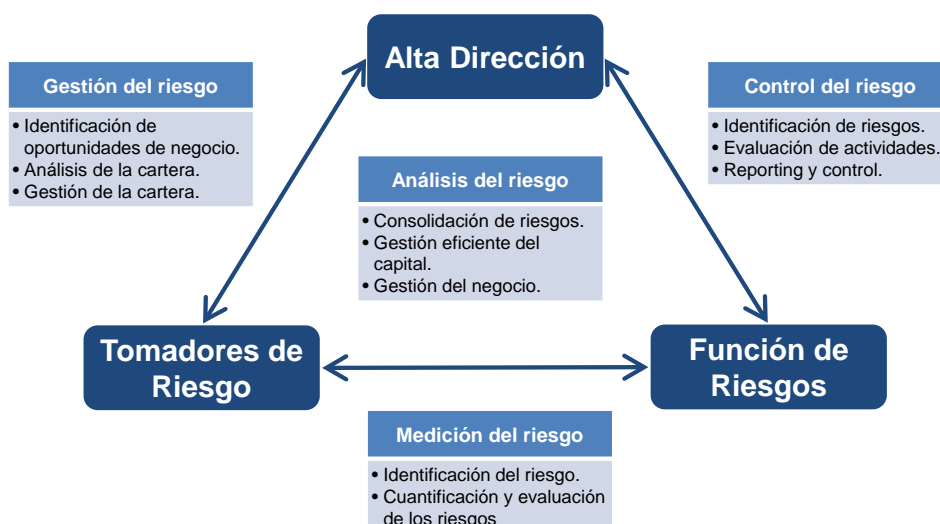 Alta Dirección
Gestión del riesgo
• Identificación de
oportunidades de negocio.
• Análisis de la cartera.
• Gestión de la cartera.
Control del riesgo
• Identificación de riesgos.
• Evaluación de actividades.
• Reporting y control.
Análisis del riesgo
• Consolidación de riesgos.
• Gestión eficiente del
capital.
• Gestión del negocio.
Tomadores de
Riesgo
Función de
Riesgos
Medición del riesgo
• Identificación del riesgo.
• Cuantificación y evaluación
de los riesgos